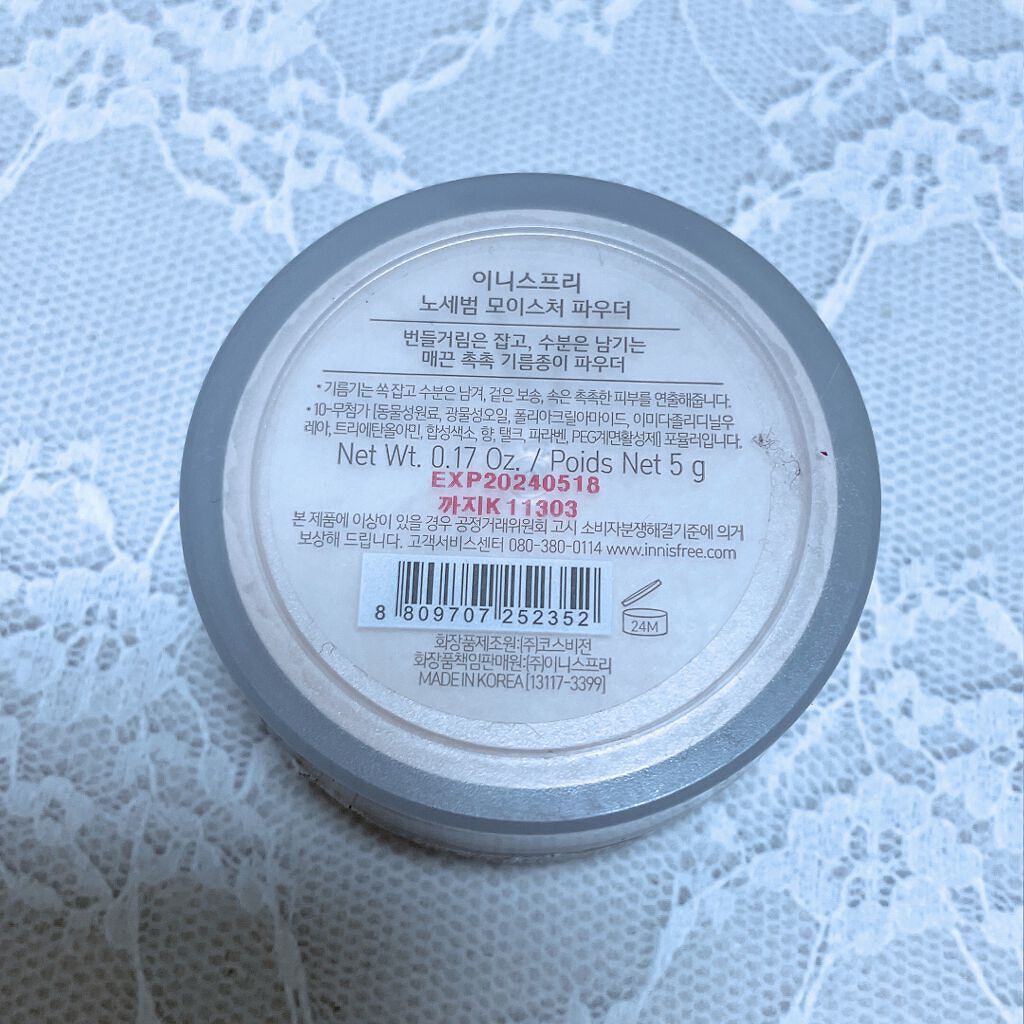 이니스프리
노세범 모이스처 파우더
번들거림은 잡고, 수분은 남기는
매끈 촉촉 기름종이 파우더
• 기름기는 쏙 잡고 수분은 남겨, 겉은 보송, 속은 촉촉한 피부를 연출해줍니다.
• 10-무첨가 [동물성원료, 광물성오일, 폴리아크릴아마이드, 이미다졸리디닐우
레아, 트리에탄올아민, 합성색소, 향, 탤크, 파라벤, PEG계면활성제] 포뮬러입니다.
Net Wt. 0.17 Oz. / Poids Net 5 g
EXP20240518
까지K11303
본 제품에 이상이 있을 경우 공정거래위원회 고시 소비자분쟁해결기준에 의거
보상해 드립니다. 고객서비스센터 080-380-0114 www.innisfree.com
8 809707 252352
24M
화장품제조원:(주)코스비전
화장품책임판매원:(주)이니스프리
MADE IN KOREA [13117-3399]